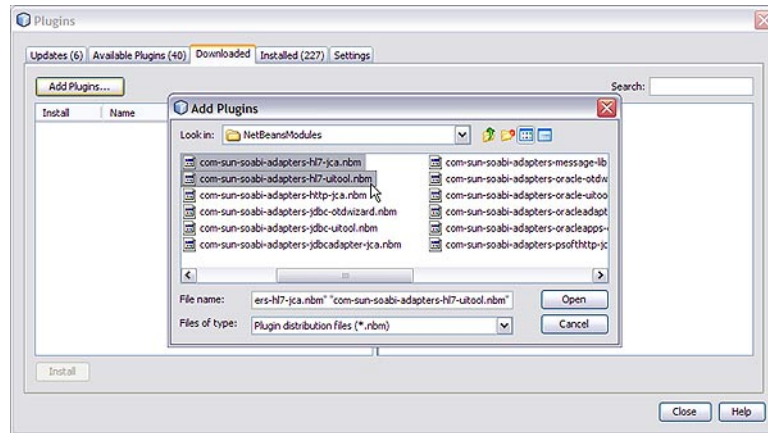 Plugins
Updates (6) Available Plugins (40) Downloaded Installed (227) Settings
Add Plugins... Search:
Install Name
Add Plugins
Look in: NetBeansModules
com-sun-soabi-adapters-hl7-jca.nbm
com-sun-soabi-adapters-hl7-uitool.nbm
com-sun-soabi-adapters-http-jca.nbm
com-sun-soabi-adapters-jdbc-otdwizard.nbm
com-sun-soabi-adapters-jdbc-uitool.nbm
com-sun-soabi-adapters-jdbcadapter-jca.nbm
com-sun-soabi-adapters-message-lib
com-sun-soabi-adapters-oracle-otdw
com-sun-soabi-adapters-oracle-uitoo
com-sun-soabi-adapters-oracleadapt
com-sun-soabi-adapters-oracleapps-
com-sun-soabi-adapters-psofthttp-jc
File name: ers-hl7-jca.nbm" "com-sun-soabi-adapters-hl7-uitool.nbm" Open
Files of type: Plugin distribution files (*.nbm) Cancel
Install
Close Help